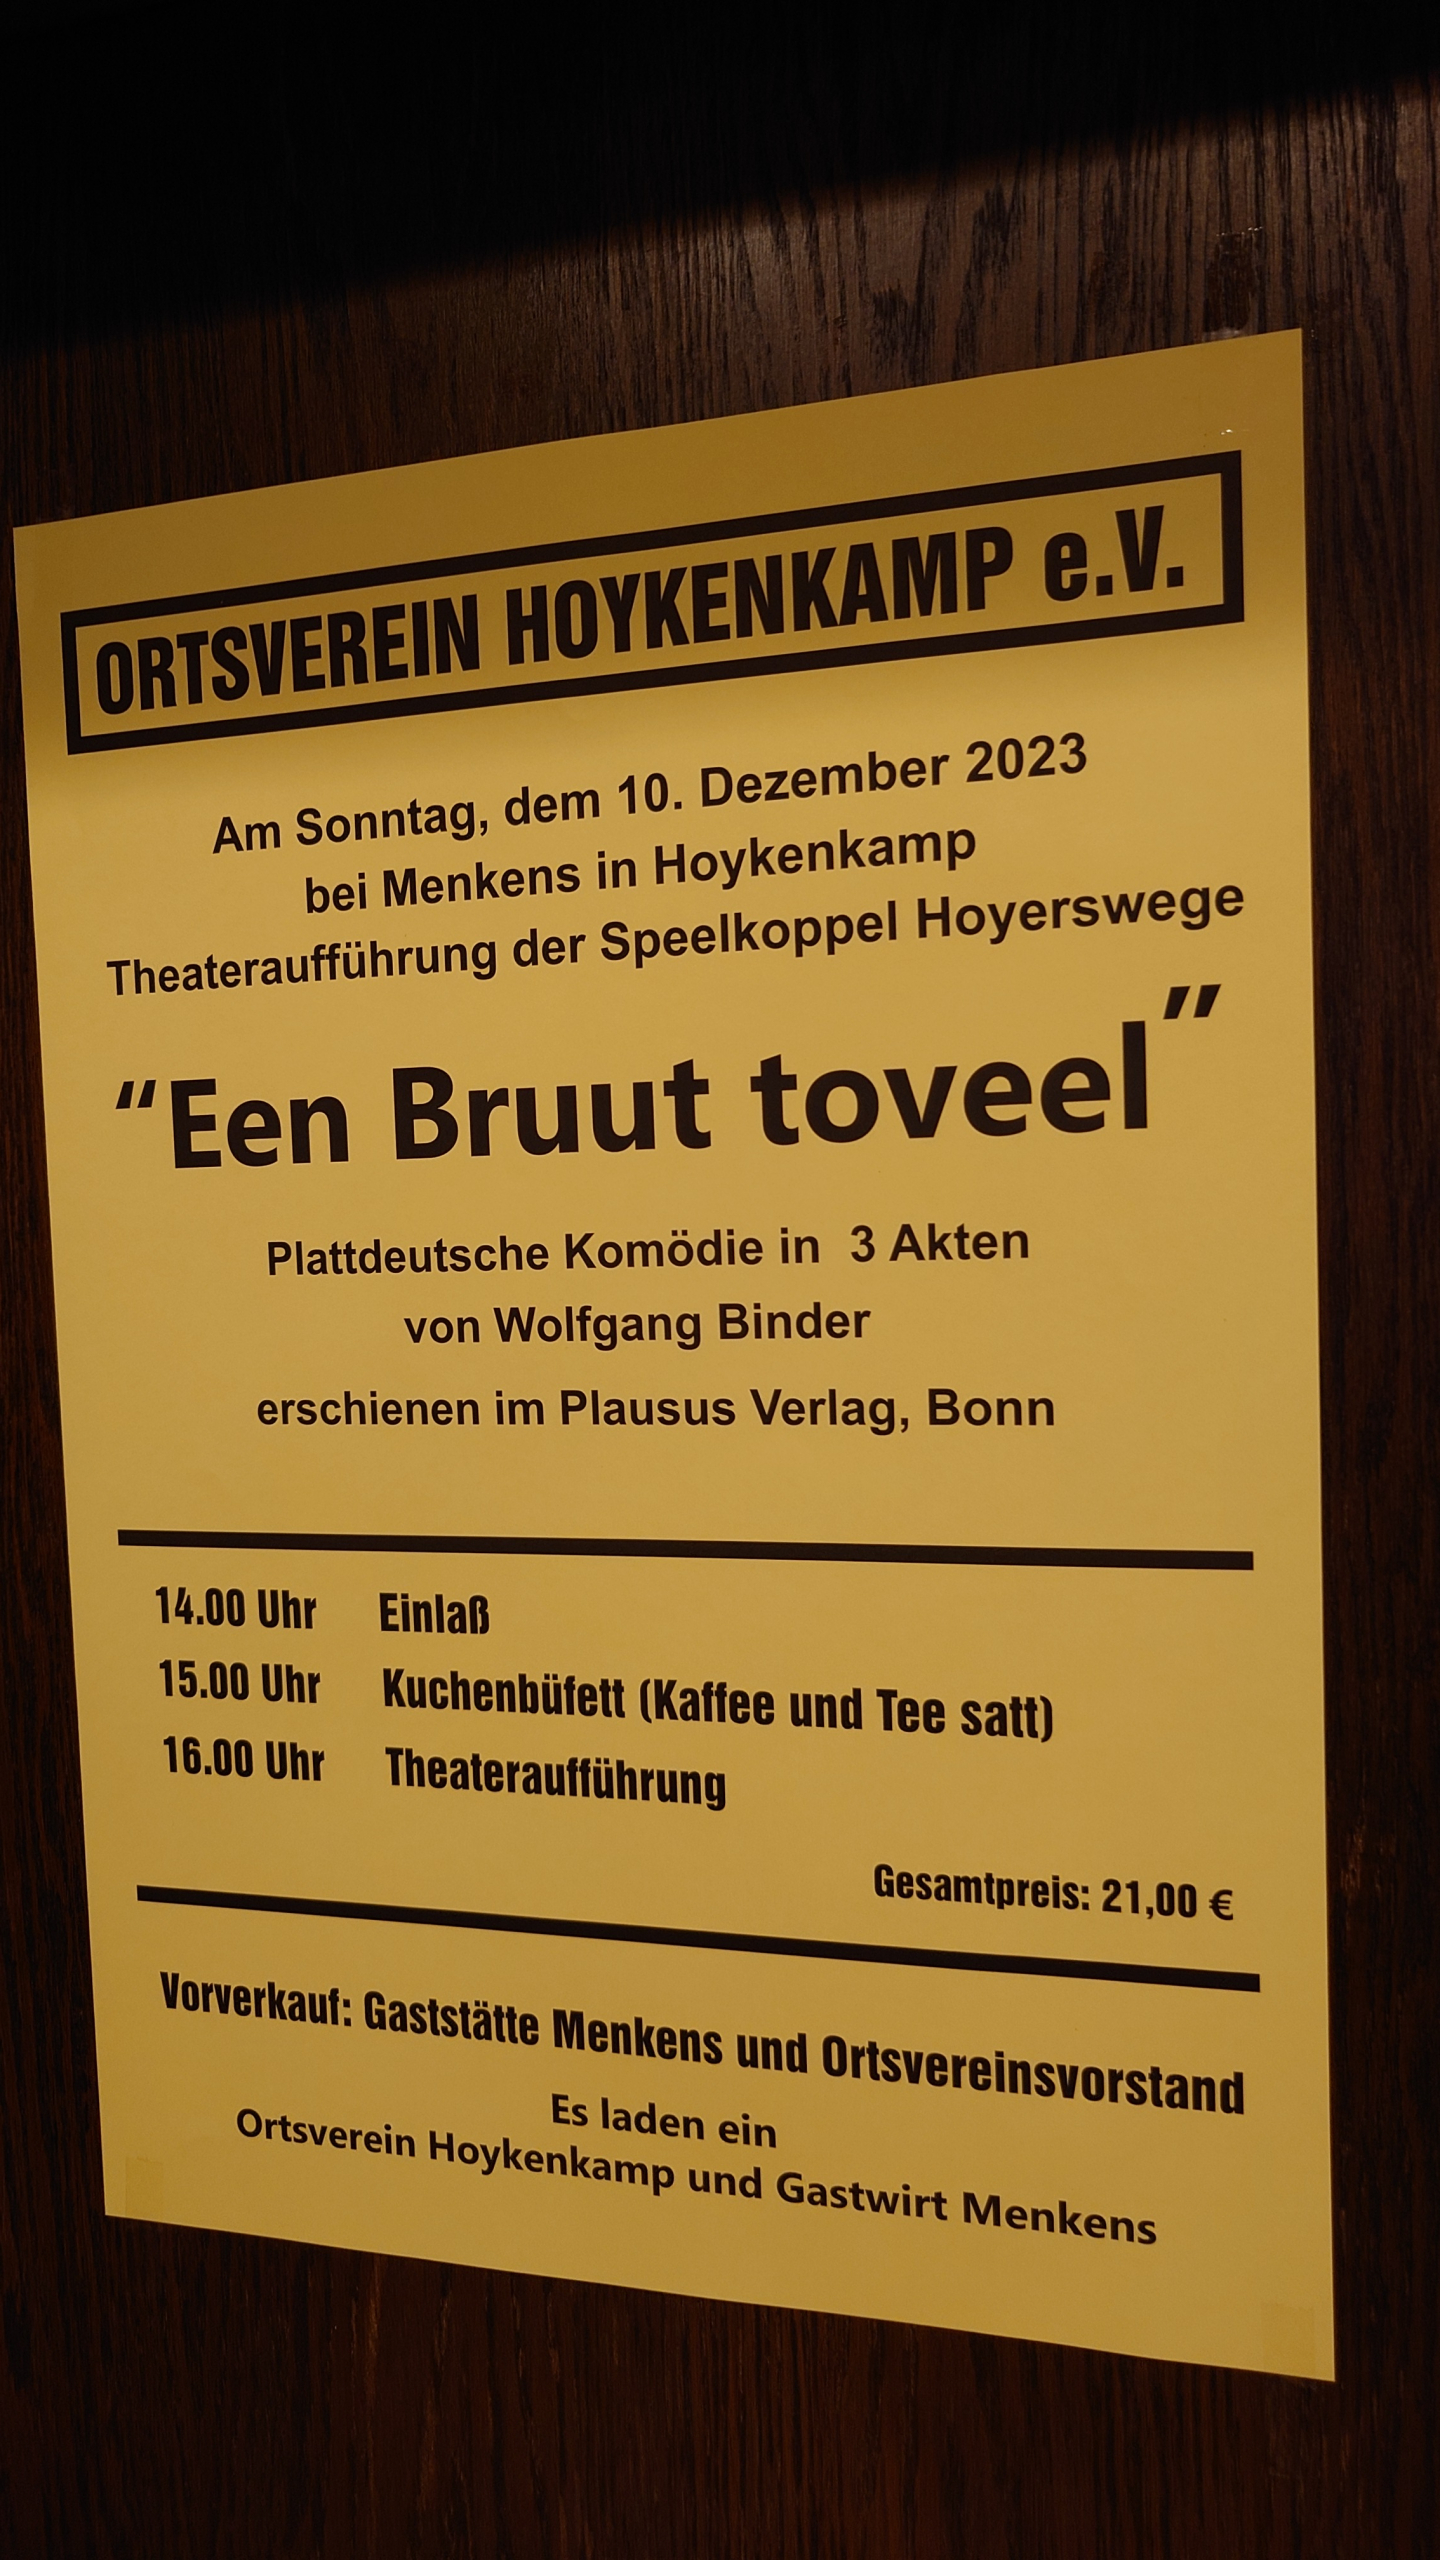 ORTSVEREIN HOYKENKAMP e.V.
Am Sonntag, dem 10. Dezember 2023
bei Menkens in Hoykenkamp
Theateraufführung der Speelkoppel Hoyerswege
“Een Bruut toveel”
Plattdeutsche Komödie in 3 Akten
von Wolfgang Binder
erschienen im Plausus Verlag, Bonn
14.00 Uhr Einlaß
15.00 Uhr Kuchenbüfett (Kaffee und Tee satt)
16.00 Uhr Theateraufführung
Gesamtpreis: 21,00 €
Vorverkauf: Gaststätte Menkens und Ortsvereinsvorstand
Es laden ein
Ortsverein Hoykenkamp und Gastwirt Menkens